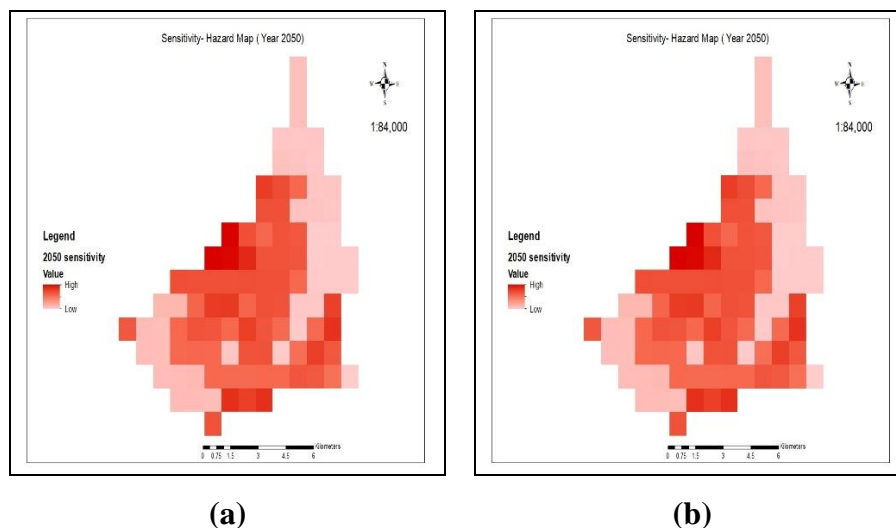 Sensitivity- Hazard Map ( Year 2050)
N
W E
S
1:84,000
Legend
2050 sensitivity
Value
High
Low
Kilometers
0 0.75 1.5 3 4.5 6
(a)
Sensitivity- Hazard Map ( Year 2050)
N
W E
S
1:84,000
Legend
2050 sensitivity
Value
High
Low
Kilometers
0 0.75 1.5 3 4.5 6
(b)